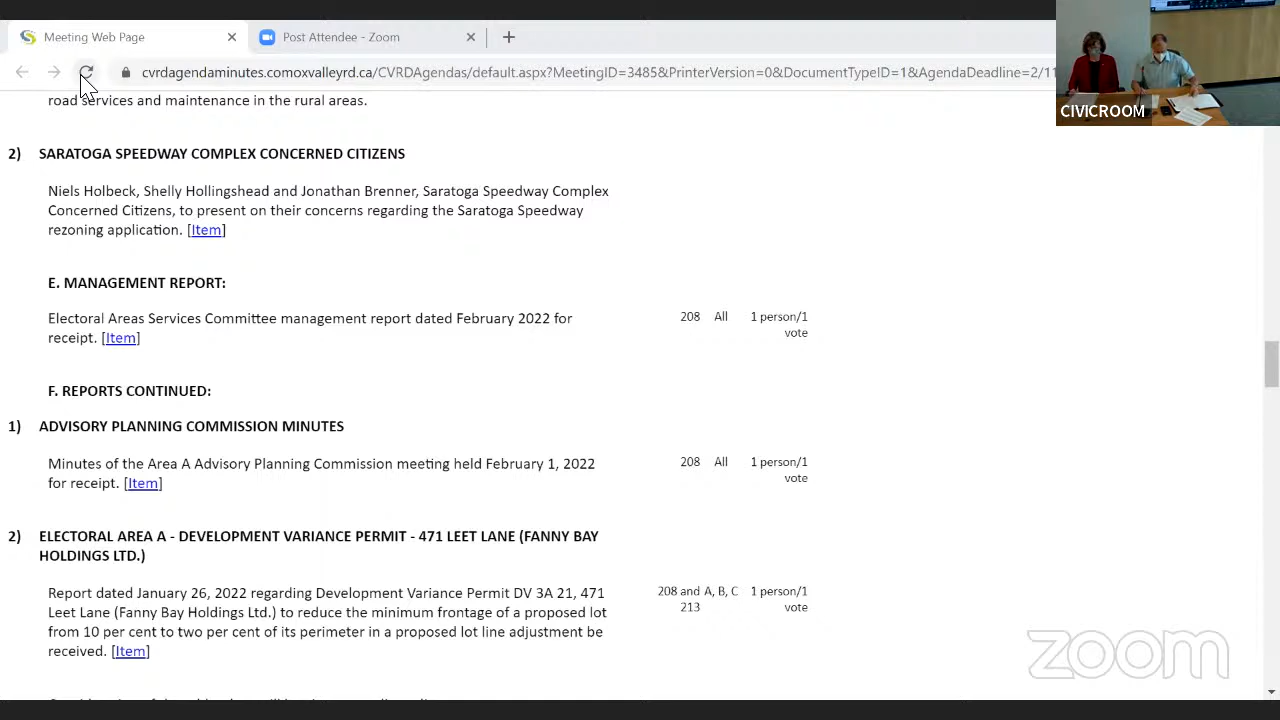 Meeting Web Page
Post Attendee - Zoom
cvrdagendaminutes.comoxvalleyrd.ca/CVRDAgendas/default.aspx?MeetingID=3485&PrinterVersion=0&DocumentTypeID=1&AgendaDeadline=2/11
CIVICROOM
road services and maintenance in the rural areas.
2) SARATOGA SPEEDWAY COMPLEX CONCERNED CITIZENS
Niels Holbeck, Shelly Hollingshead and Jonathan Brenner, Saratoga Speedway Complex
Concerned Citizens, to present on their concerns regarding the Saratoga Speedway
rezoning application. [Item]
E. MANAGEMENT REPORT:
Electoral Areas Services Committee management report dated February 2022 for
receipt. [Item]
208 All 1 person/1
vote
F. REPORTS CONTINUED:
1) ADVISORY PLANNING COMMISSION MINUTES
Minutes of the Area A Advisory Planning Commission meeting held February 1, 2022
for receipt. [Item]
208 All 1 person/1
vote
2) ELECTORAL AREA A - DEVELOPMENT VARIANCE PERMIT - 471 LEET LANE (FANNY BAY
HOLDINGS LTD.)
Report dated January 26, 2022 regarding Development Variance Permit DV 3A 21, 471
Leet Lane (Fanny Bay Holdings Ltd.) to reduce the minimum frontage of a proposed lot
from 10 per cent to two per cent of its perimeter in a proposed lot line adjustment be
received. [Item]
208 and A, B, C 1 person/1
213 vote
zoom